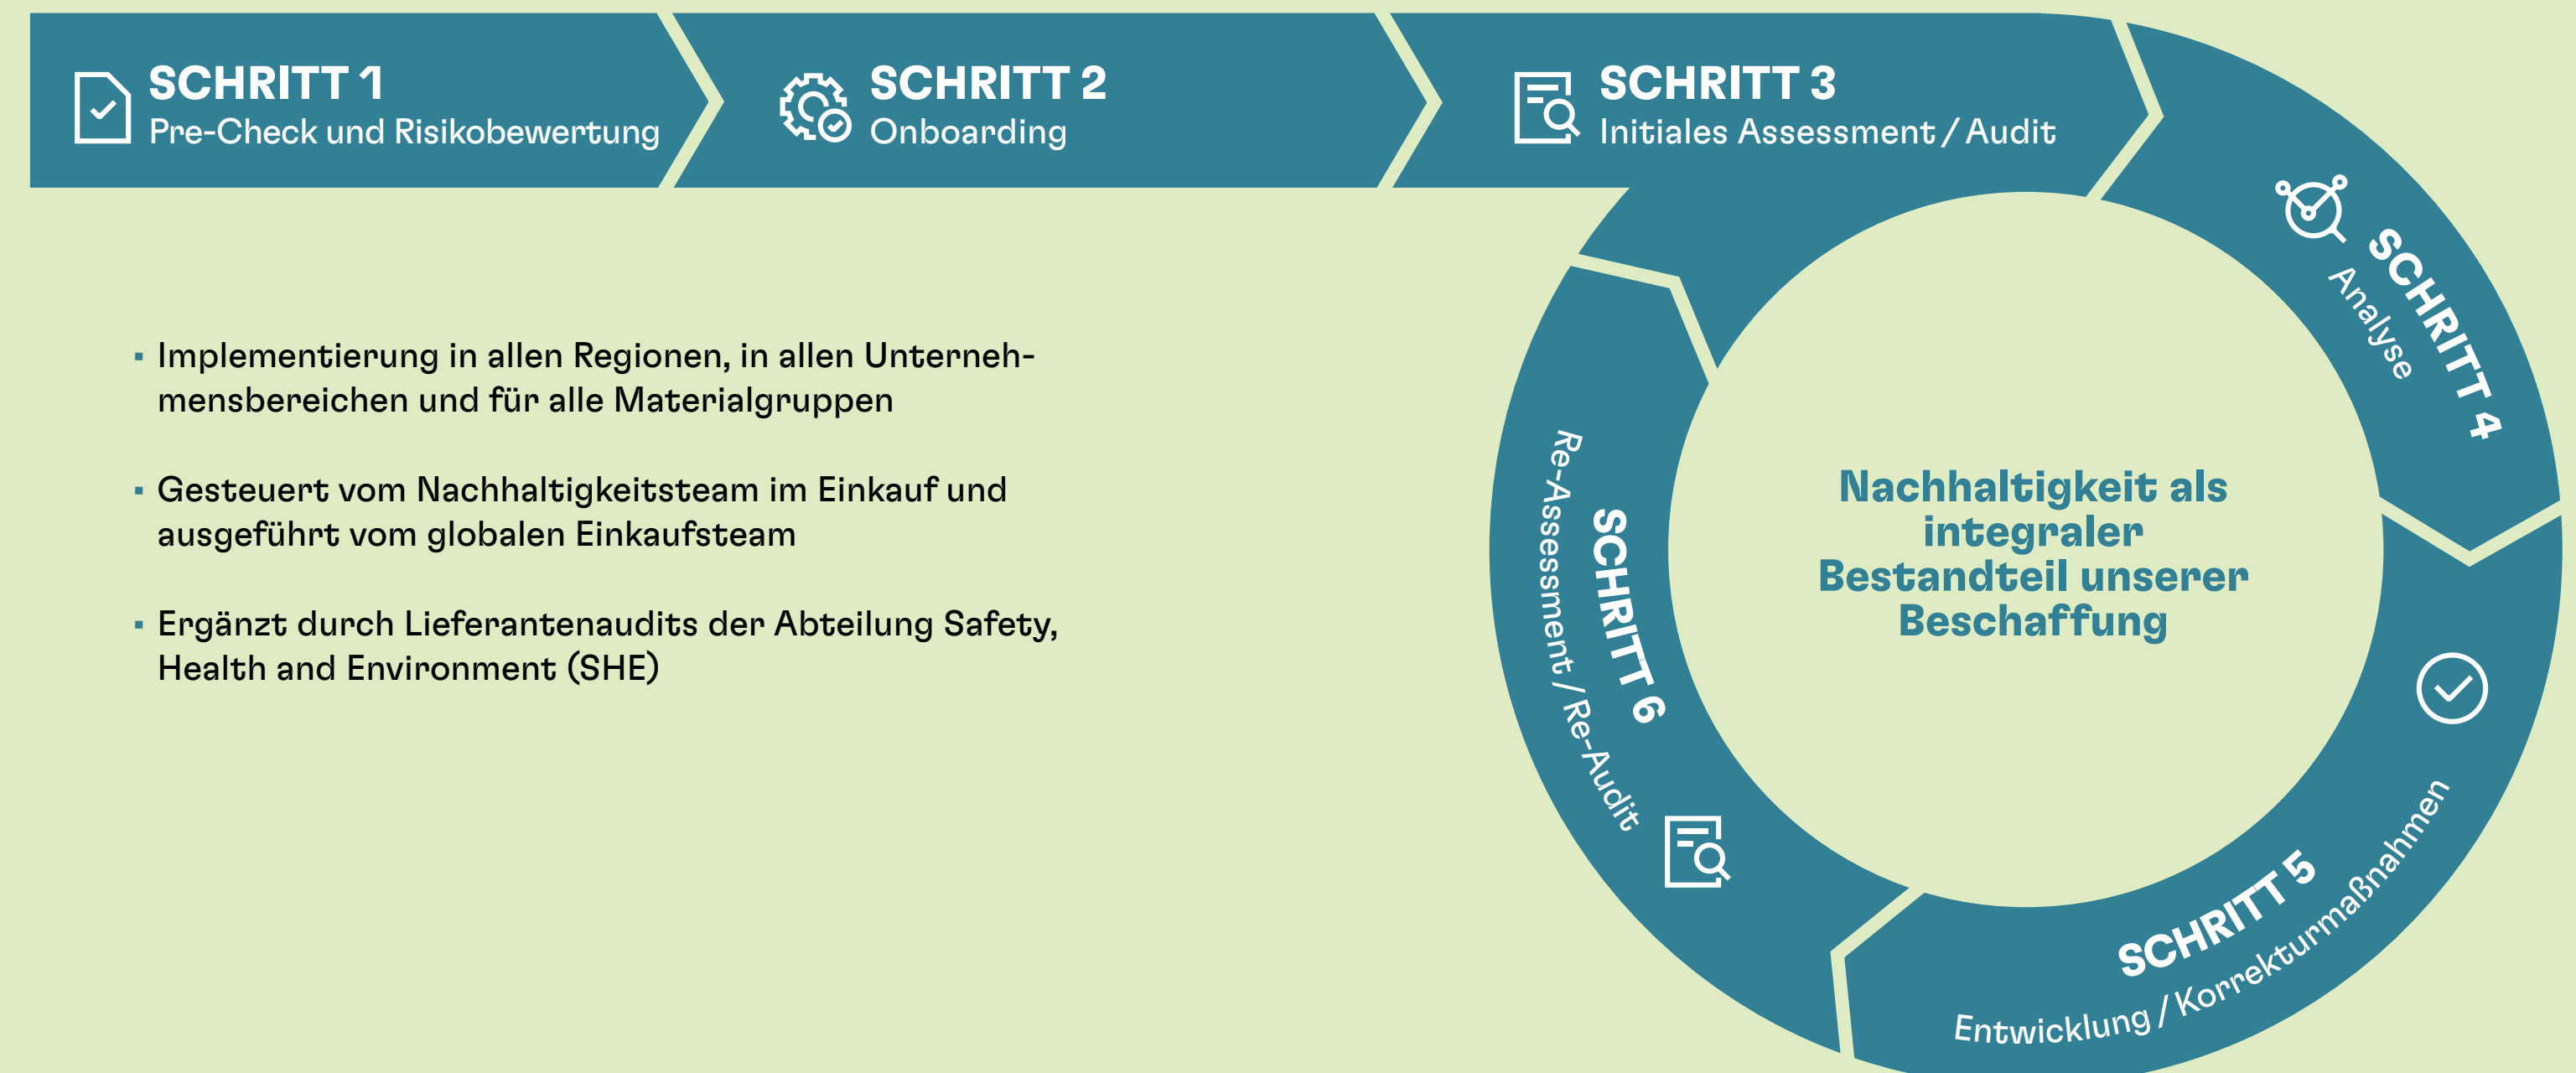 SCHRITT 1
Pre-Check und Risikobewertung
SCHRITT 2
Onboarding
SCHRITT 3
Initiales Assessment / Audit
SCHRITT 4
Analyse
SCHRITT 5
Entwicklung / Korrekturmaßnahmen
SCHRITT 6
Re-Assessment / Re-Audit
Nachhaltigkeit als
integraler
Bestandteil unserer
Beschaffung
▪ Implementierung in allen Regionen, in allen Unterneh-
mensbereichen und für alle Materialgruppen
▪ Gesteuert vom Nachhaltigkeitsteam im Einkauf und
ausgeführt vom globalen Einkaufsteam
▪ Ergänzt durch Lieferantenaudits der Abteilung Safety,
Health and Environment (SHE)